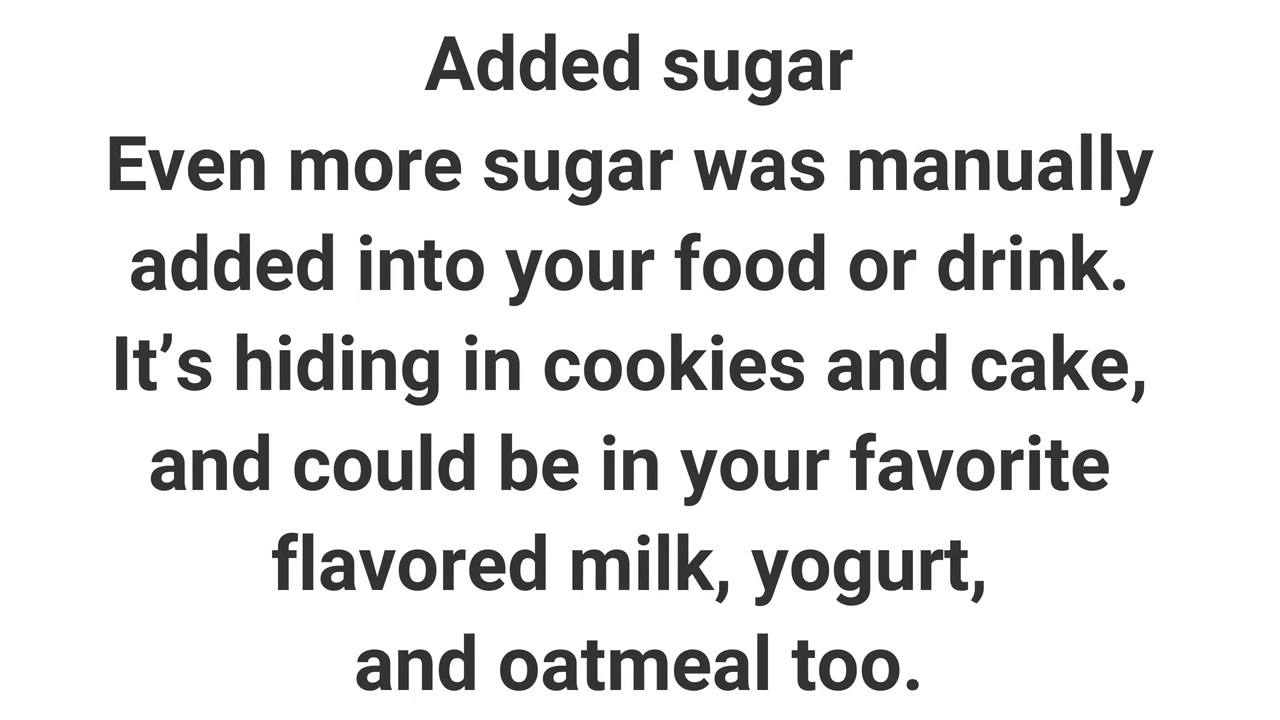 Added sugar
Even more sugar was manually
added into your food or drink.
It’s hiding in cookies and cake,
and could be in your favorite
flavored milk, yogurt,
and oatmeal too.